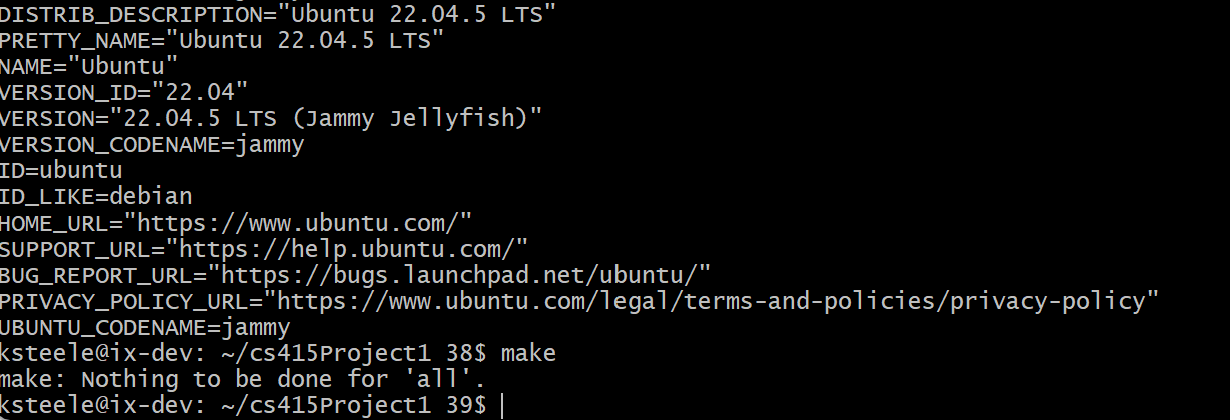 DISTRIB_DESCRIPTION="Ubuntu 22.04.5 LTS"
PRETTY_NAME="Ubuntu 22.04.5 LTS"
NAME="Ubuntu"
VERSION_ID="22.04"
VERSION="22.04.5 LTS (Jammy Jellyfish)"
VERSION_CODENAME=jammy
ID=ubuntu
ID_LIKE=debian
HOME_URL="https://www.ubuntu.com/"
SUPPORT_URL="https://help.ubuntu.com/"
BUG_REPORT_URL="https://bugs.launchpad.net/ubuntu/"
PRIVACY_POLICY_URL="https://www.ubuntu.com/legal/terms-and-policies/privacy-policy"
UBUNTU_CODENAME=jammy
ksteele@ix-dev: ~/cs415Project1 38$ make
make: Nothing to be done for 'all'.
ksteele@ix-dev: ~/cs415Project1 39$